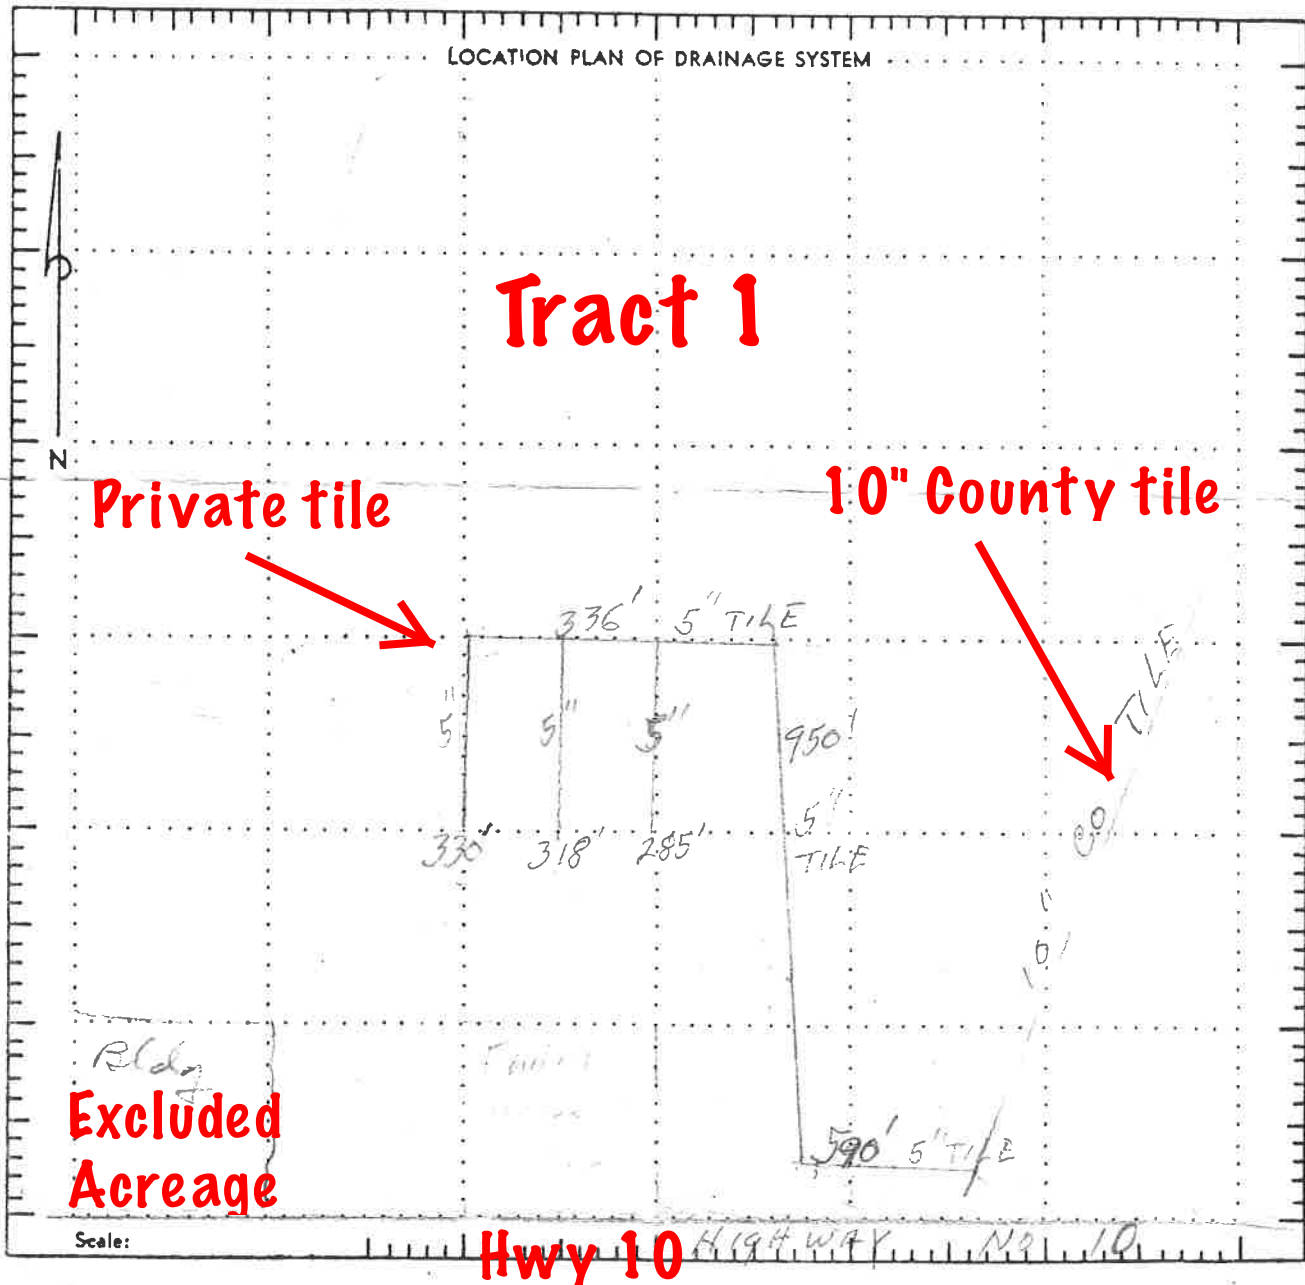 LOCATION PLAN OF DRAINAGE SYSTEM
Tract 1
N
Private tile
10" County tile
336' 5" TILE
TILE
5" 5" 5"
950'
5"
TILE
330' 318' 285'
Co
10"
Bldg
Excluded
Acreage
590' 5" TILE
Scale:
Hwy 10
HIGHWAY NO 10